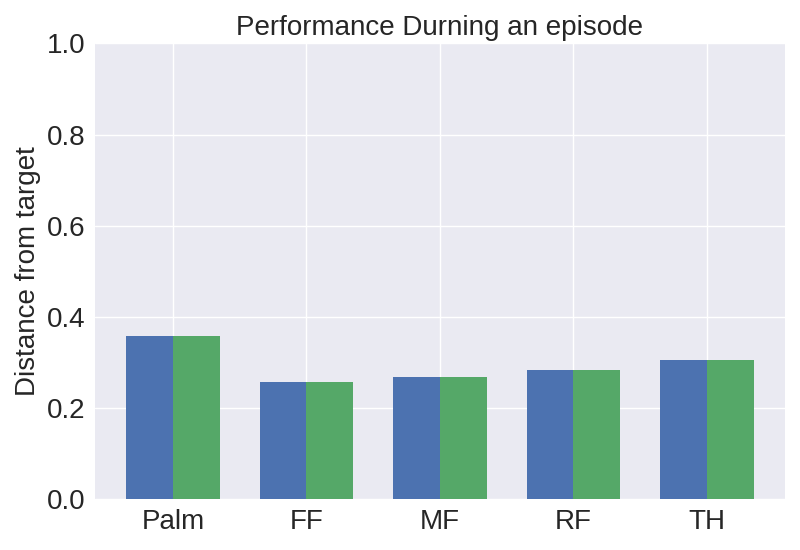 Performance Durning an episode
Distance from target
1.0
0.8
0.6
0.4
0.2
0.0
Palm FF MF RF TH